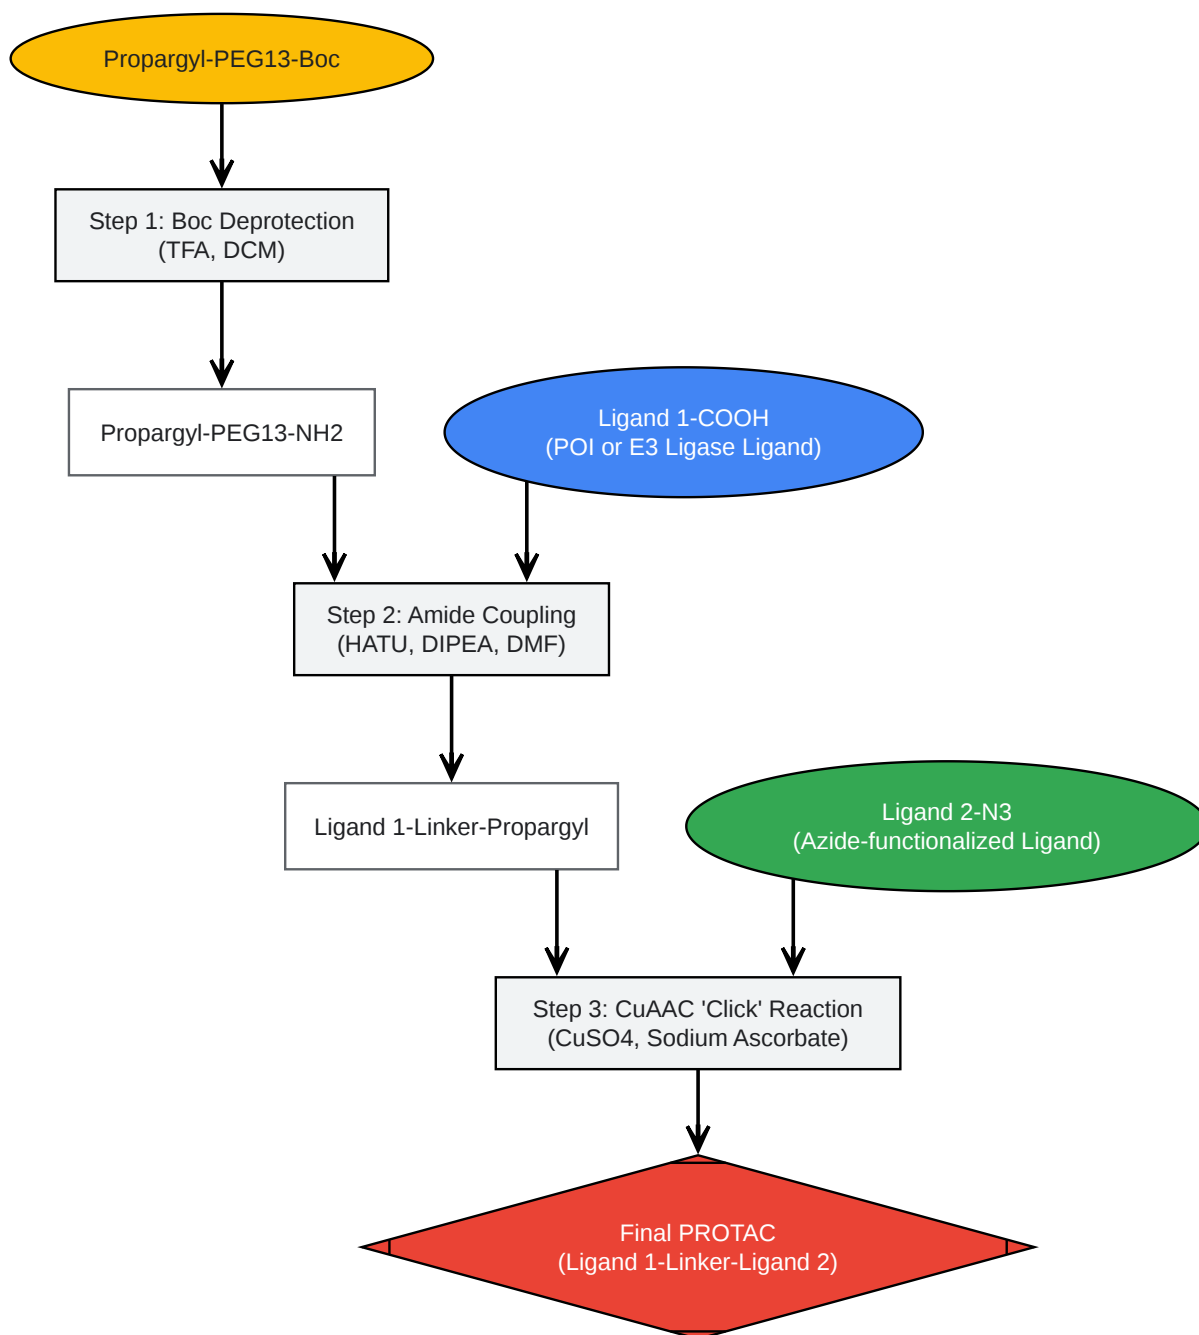 Propargyl-PEG13-Boc
Step 1: Boc Deprotection
(TFA, DCM)
Propargyl-PEG13-NH2
Ligand 1-COOH
(POI or E3 Ligase Ligand)
Step 2: Amide Coupling
(HATU, DIPEA, DMF)
Ligand 1-Linker-Propargyl
Ligand 2-N3
(Azide-functionalized Ligand)
Step 3: CuAAC 'Click' Reaction
(CuSO4, Sodium Ascorbate)
Final PROTAC
(Ligand 1-Linker-Ligand 2)